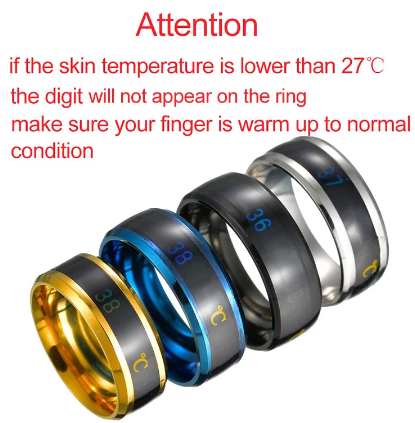 Attention
if the skin temperature is lower than 27℃
the digit will not appear on the ring
make sure your finger is warm up to normal
condition
37
36
38
38
℃
℃
℃